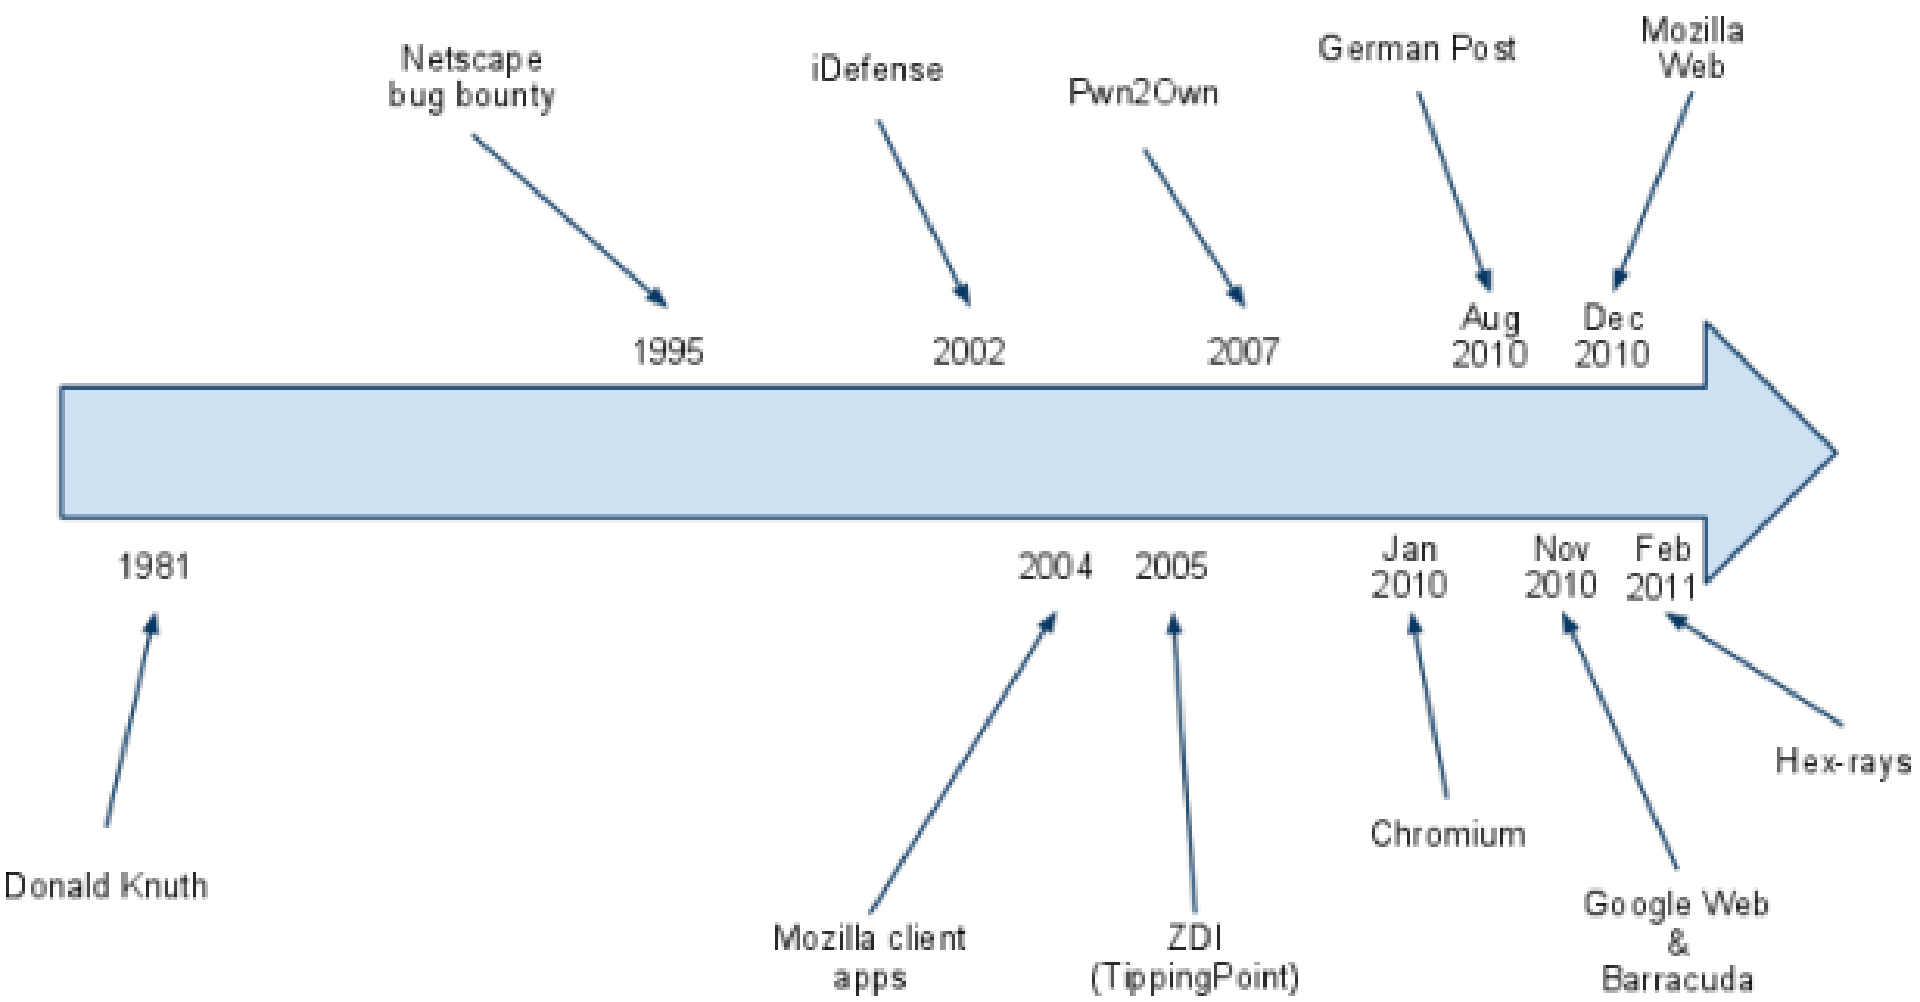 Netscape
bug bounty
iDefense
Pwn2Own
German Post
Mozilla
Web
1995
2002
2007
Aug
2010
Dec
2010
1981
2004
2005
Jan
2010
Nov
2010
Feb
2011
Donald Knuth
Mozilla client
apps
ZDI
(TippingPoint)
Chromium
Google Web
&
Barracuda
Hex-rays